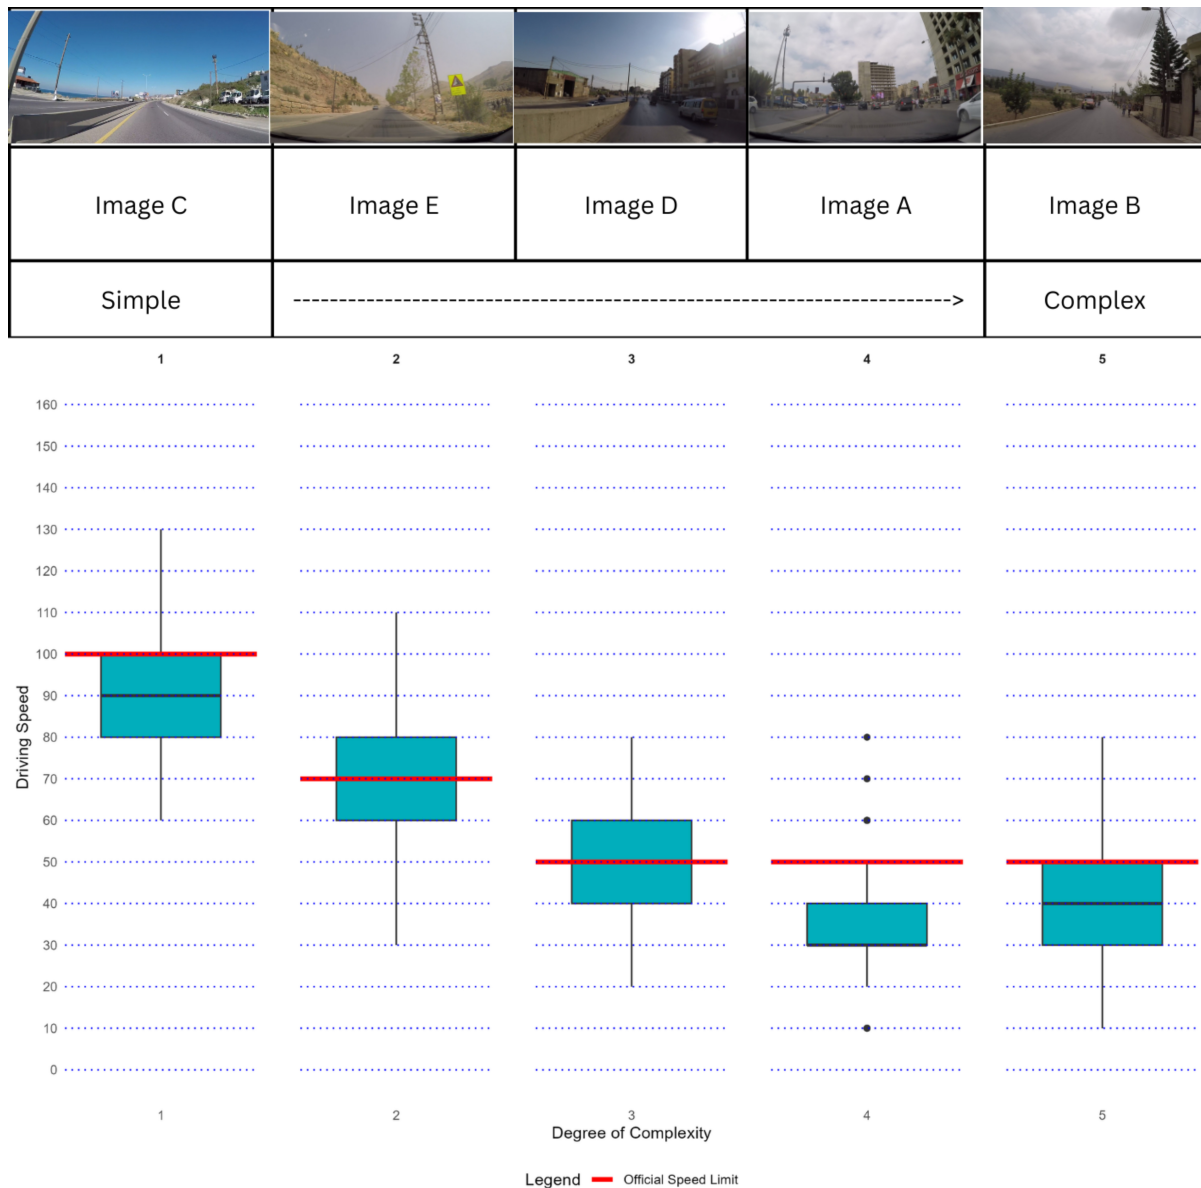 Image C Image E Image D Image A Image B
Simple ----------------------------------------------------------------------> Complex
1 2 3 4 5
160
150
140
130
120
110
100
90
80
70
60
50
40
30
20
10
0
Driving Speed
1 2 3 4 5
Degree of Complexity
Legend Official Speed Limit